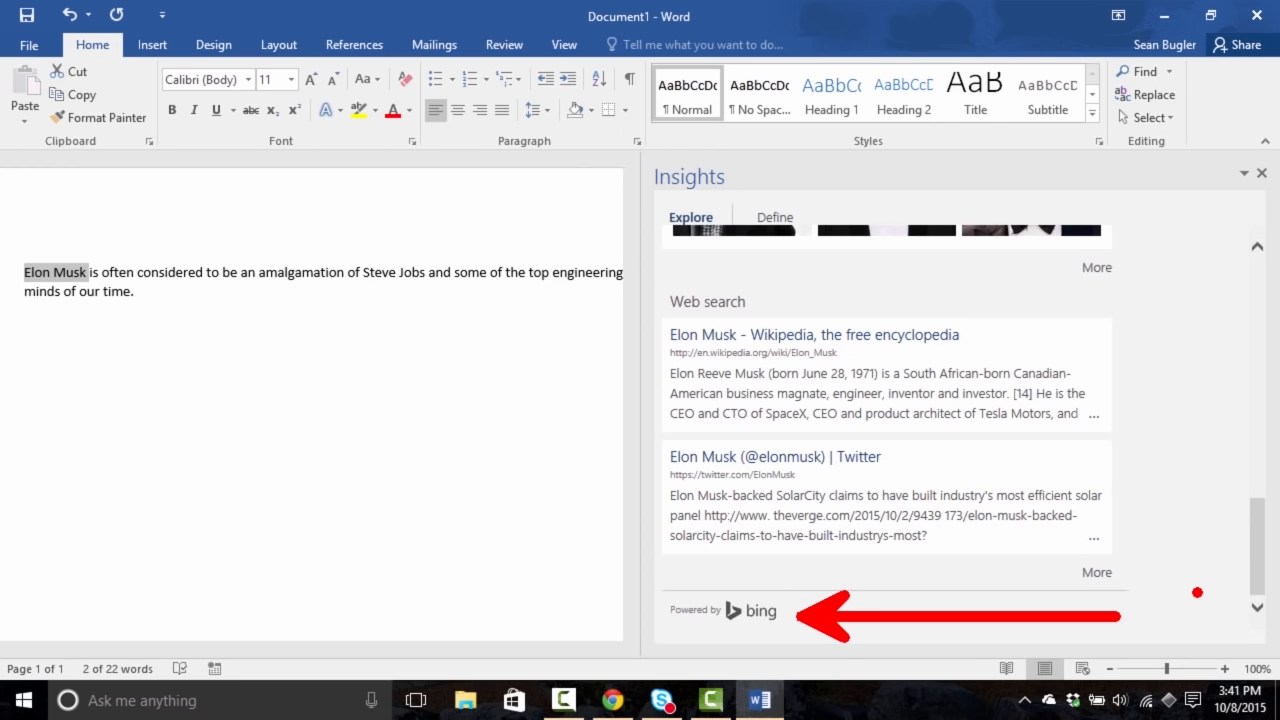 Document1 - Word
File Home Insert Design Layout References Mailings Review View Tell me what you want to do... Sean Bugler Share
Paste
Cut
Copy
Format Painter
Clipboard
Calibri (Body) 11 Aa
B I U abc x₂ x² A ab A
Font
Paragraph
AaBbCcDc AaBbCcDc AaBbCc AaBbCcD AaB AaBbCcD
¶ Normal ¶ No Spac... Heading 1 Heading 2 Title Subtitle
Styles
Find
Replace
Select
Editing
Elon Musk is often considered to be an amalgamation of Steve Jobs and some of the top engineering
minds of our time.
Insights
Explore Define
More
Web search
Elon Musk - Wikipedia, the free encyclopedia
http://en.wikipedia.org/wiki/Elon_Musk
Elon Reeve Musk (born June 28, 1971) is a South African-born Canadian-
American business magnate, engineer, inventor and investor. [14] He is the
CEO and CTO of SpaceX, CEO and product architect of Tesla Motors, and ...
Elon Musk (@elonmusk) | Twitter
https://twitter.com/ElonMusk
Elon Musk-backed SolarCity claims to have built industry's most efficient solar
panel http://www. theverge.com/2015/10/2/9439 173/elon-musk-backed-
solarcity-claims-to-have-built-industrys-most?
...
More
Powered by bing
Page 1 of 1 2 of 22 words 100%
Ask me anything
3:41 PM
10/8/2015